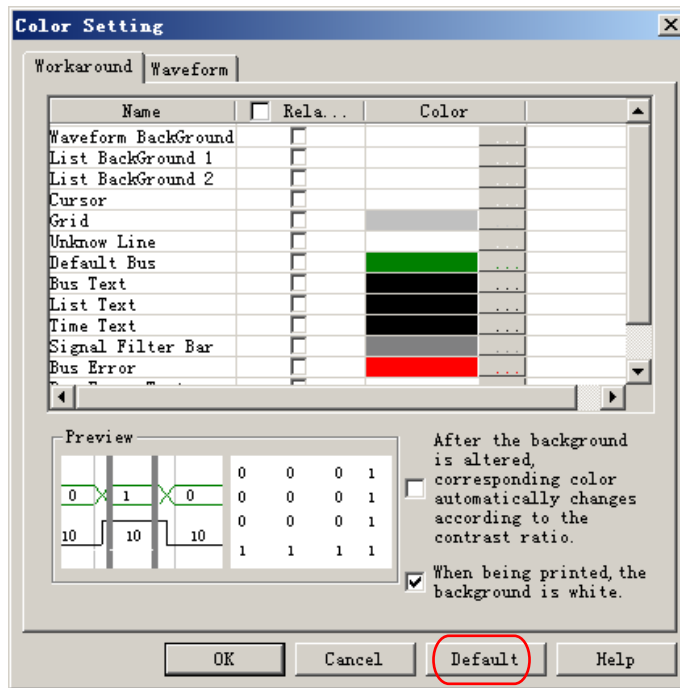 Color Setting
Workaround Waveform
Name Rela... Color
Waveform BackGround ...
List BackGround 1 ...
List BackGround 2 ...
Cursor ...
Grid ...
Unknow Line ...
Default Bus ...
Bus Text ...
List Text ...
Time Text ...
Signal Filter Bar ...
Bus Error ...
Preview
0 1 0
10 10 10
0 0 0 1
0 0 0 1
0 0 0 1
1 1 1 1
After the background
is altered,
corresponding color
automatically changes
according to the
contrast ratio.
When being printed, the
background is white.
OK Cancel Default Help